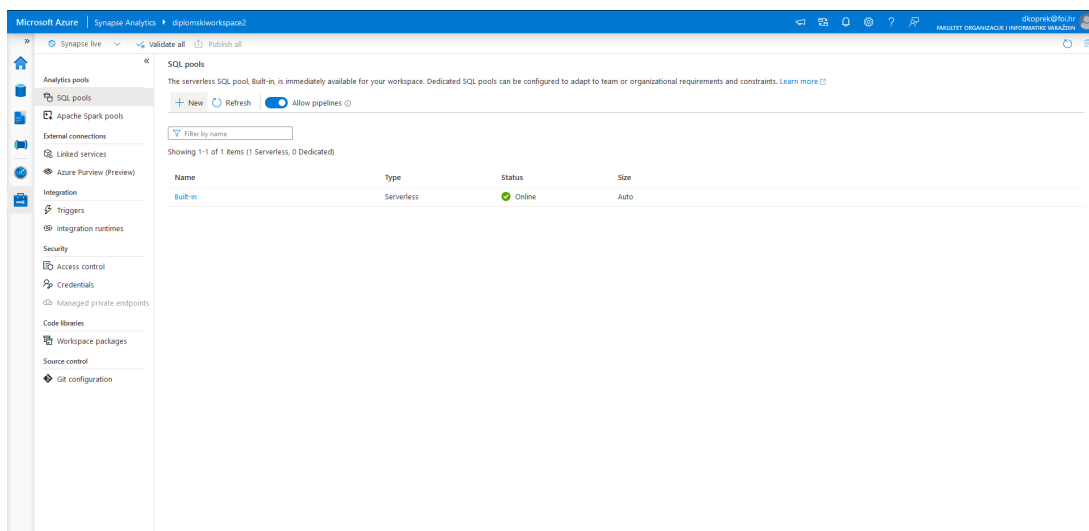 Microsoft Azure | Synapse Analytics ▸ diplomskiworkspace2
dkoprek@foi.hr
FAKULTET ORGANIZACIJE I INFORMATIKE VARAŽDIN
Synapse live Validate all Publish all
Analytics pools
SQL pools
Apache Spark pools
External connections
Linked services
Azure Purview (Preview)
Integration
Triggers
Integration runtimes
Security
Access control
Credentials
Managed private endpoints
Code libraries
Workspace packages
Source control
Git configuration
SQL pools
The serverless SQL pool, Built-in, is immediately available for your workspace. Dedicated SQL pools can be configured to adapt to team or organizational requirements and constraints. Learn more
New Refresh Allow pipelines
Filter by name
Showing 1-1 of 1 items (1 Serverless, 0 Dedicated)
Name Type Status Size
Built-in Serverless Online Auto